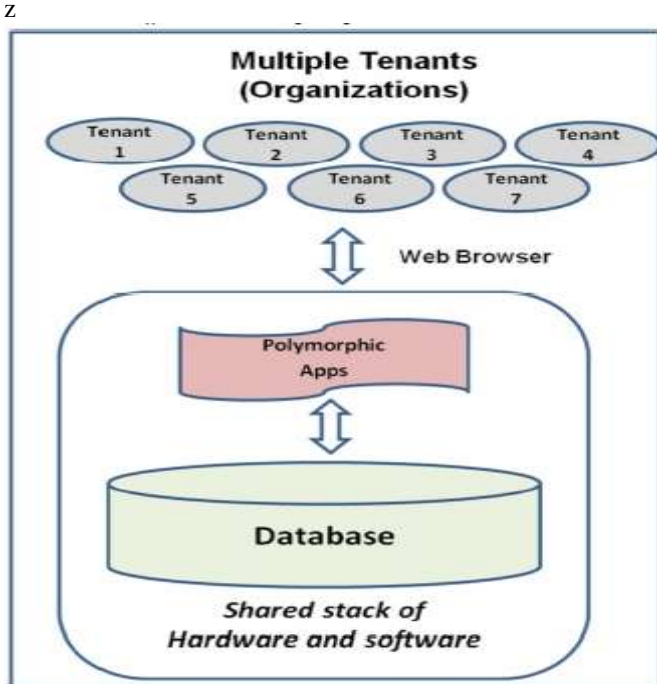 z
Multiple Tenants
(Organizations)
Tenant
1
Tenant
2
Tenant
3
Tenant
4
Tenant
5
Tenant
6
Tenant
7
Web Browser
Polymorphic
Apps
Database
Shared stack of
Hardware and software